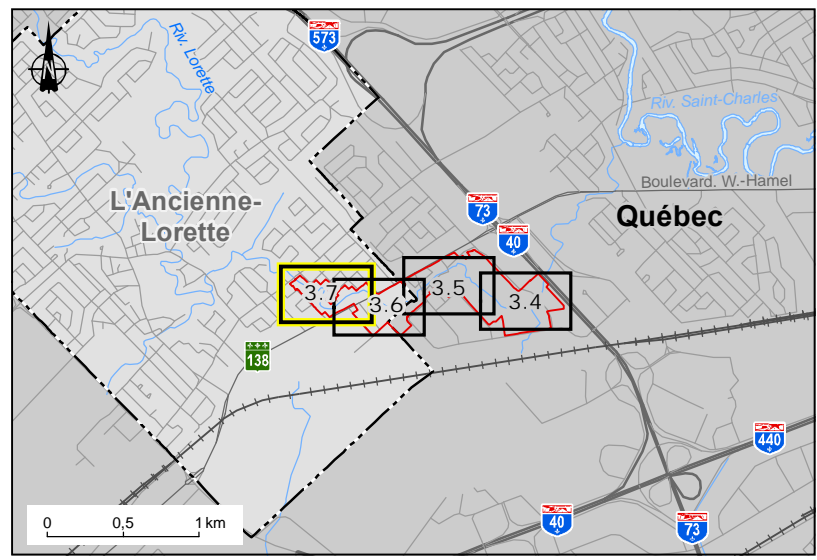 573
Riv. Lorette
Riv. Saint-Charles
Boulevard. W.-Hamel
L'Ancienne-
Lorette
73
Québec
40
3.7
3.6
3.5
3.4
138
440
0 0,5 1 km
40
73